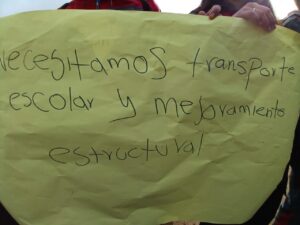 Necesitamos transporte
escolar y mejoramiento
estructural